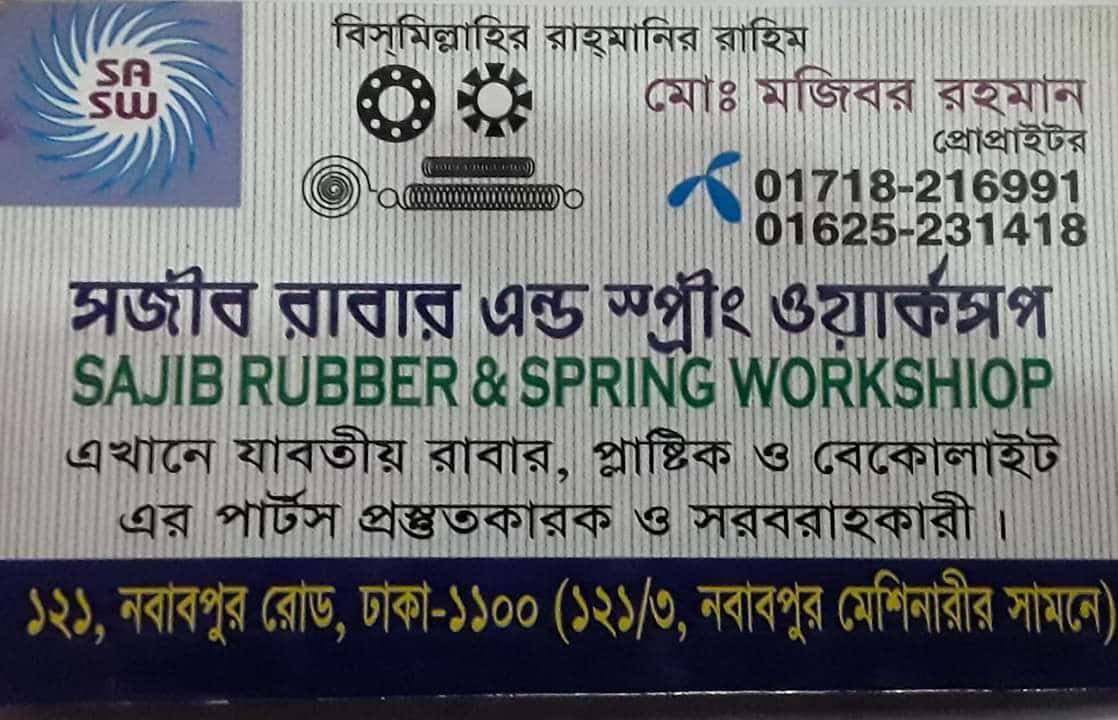 SA
SW
বিস্‌মিল্লাহির রাহ্‌মানির রাহিম
মোঃ মজিবর রহমান
প্রোপ্রাইটর
01718-216991
01625-231418
সজীব রাবার এন্ড স্প্রীং ওয়ার্কসপ
SAJIB RUBBER & SPRING WORKSHIOP
এখানে যাবতীয় রাবার, প্লাষ্টিক ও বেকোলাইট
এর পার্টস প্রস্তুতকারক ও সরবরাহকারী ।
১২১, নবাবপুর রোড, ঢাকা-১১০০ (১২১/৩, নবাবপুর মেশিনারীর সামনে)